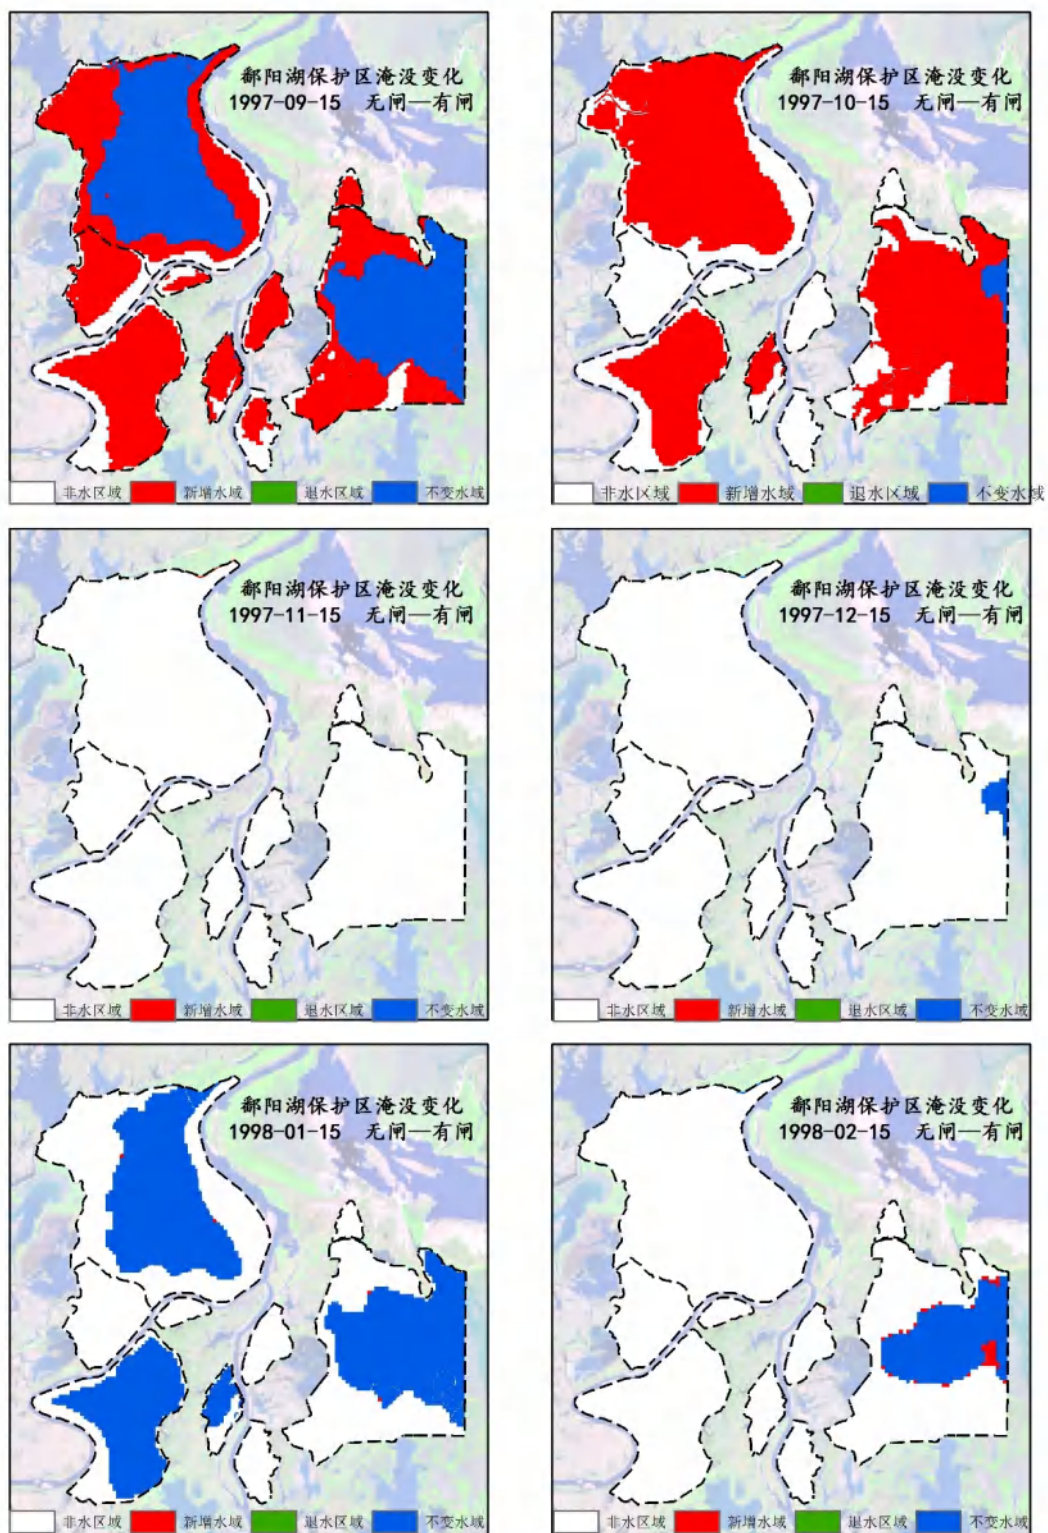 鄱阳湖保护区淹没变化
1997-09-15 无闸—有闸
非水区域 新增水域 退水区域 不变水域
鄱阳湖保护区淹没变化
1997-10-15 无闸—有闸
非水区域 新增水域 退水区域 不变水域
鄱阳湖保护区淹没变化
1997-11-15 无闸—有闸
非水区域 新增水域 退水区域 不变水域
鄱阳湖保护区淹没变化
1997-12-15 无闸—有闸
非水区域 新增水域 退水区域 不变水域
鄱阳湖保护区淹没变化
1998-01-15 无闸—有闸
非水区域 新增水域 退水区域 不变水域
鄱阳湖保护区淹没变化
1998-02-15 无闸—有闸
非水区域 新增水域 退水区域 不变水域